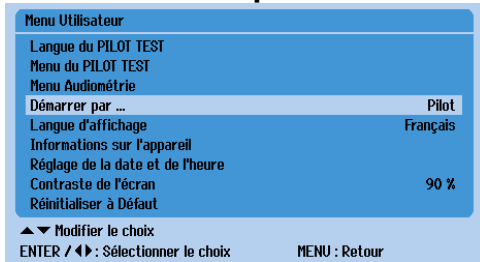 Menu Utilisateur
Langue du PILOT TEST
Menu du PILOT TEST
Menu Audiométrie
Démarrer par ... Pilot
Langue d'affichage Français
Informations sur l'appareil
Réglage de la date et de l'heure
Contraste de l'écran 90 %
Réinitialiser à Défaut
▲▼ Modifier le choix
ENTER / ◀▶ : Sélectionner le choix MENU : Retour